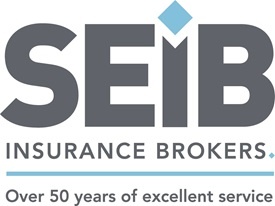 SEIB
INSURANCE BROKERS.
Over 50 years of excellent service